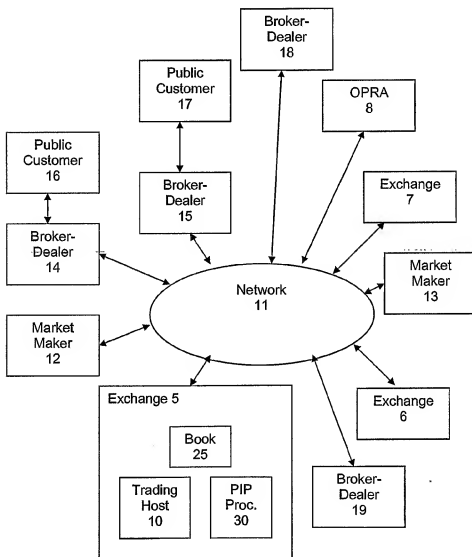 Broker-
Dealer
18
Public
Customer
17
OPRA
8
Public
Customer
16
Broker-
Dealer
15
Exchange
7
Broker-
Dealer
14
Market
Maker
13
Network
11
Market
Maker
12
Exchange 5
Exchange
6
Book
25
Trading
Host
10
PIP
Proc.
30
Broker-
Dealer
19